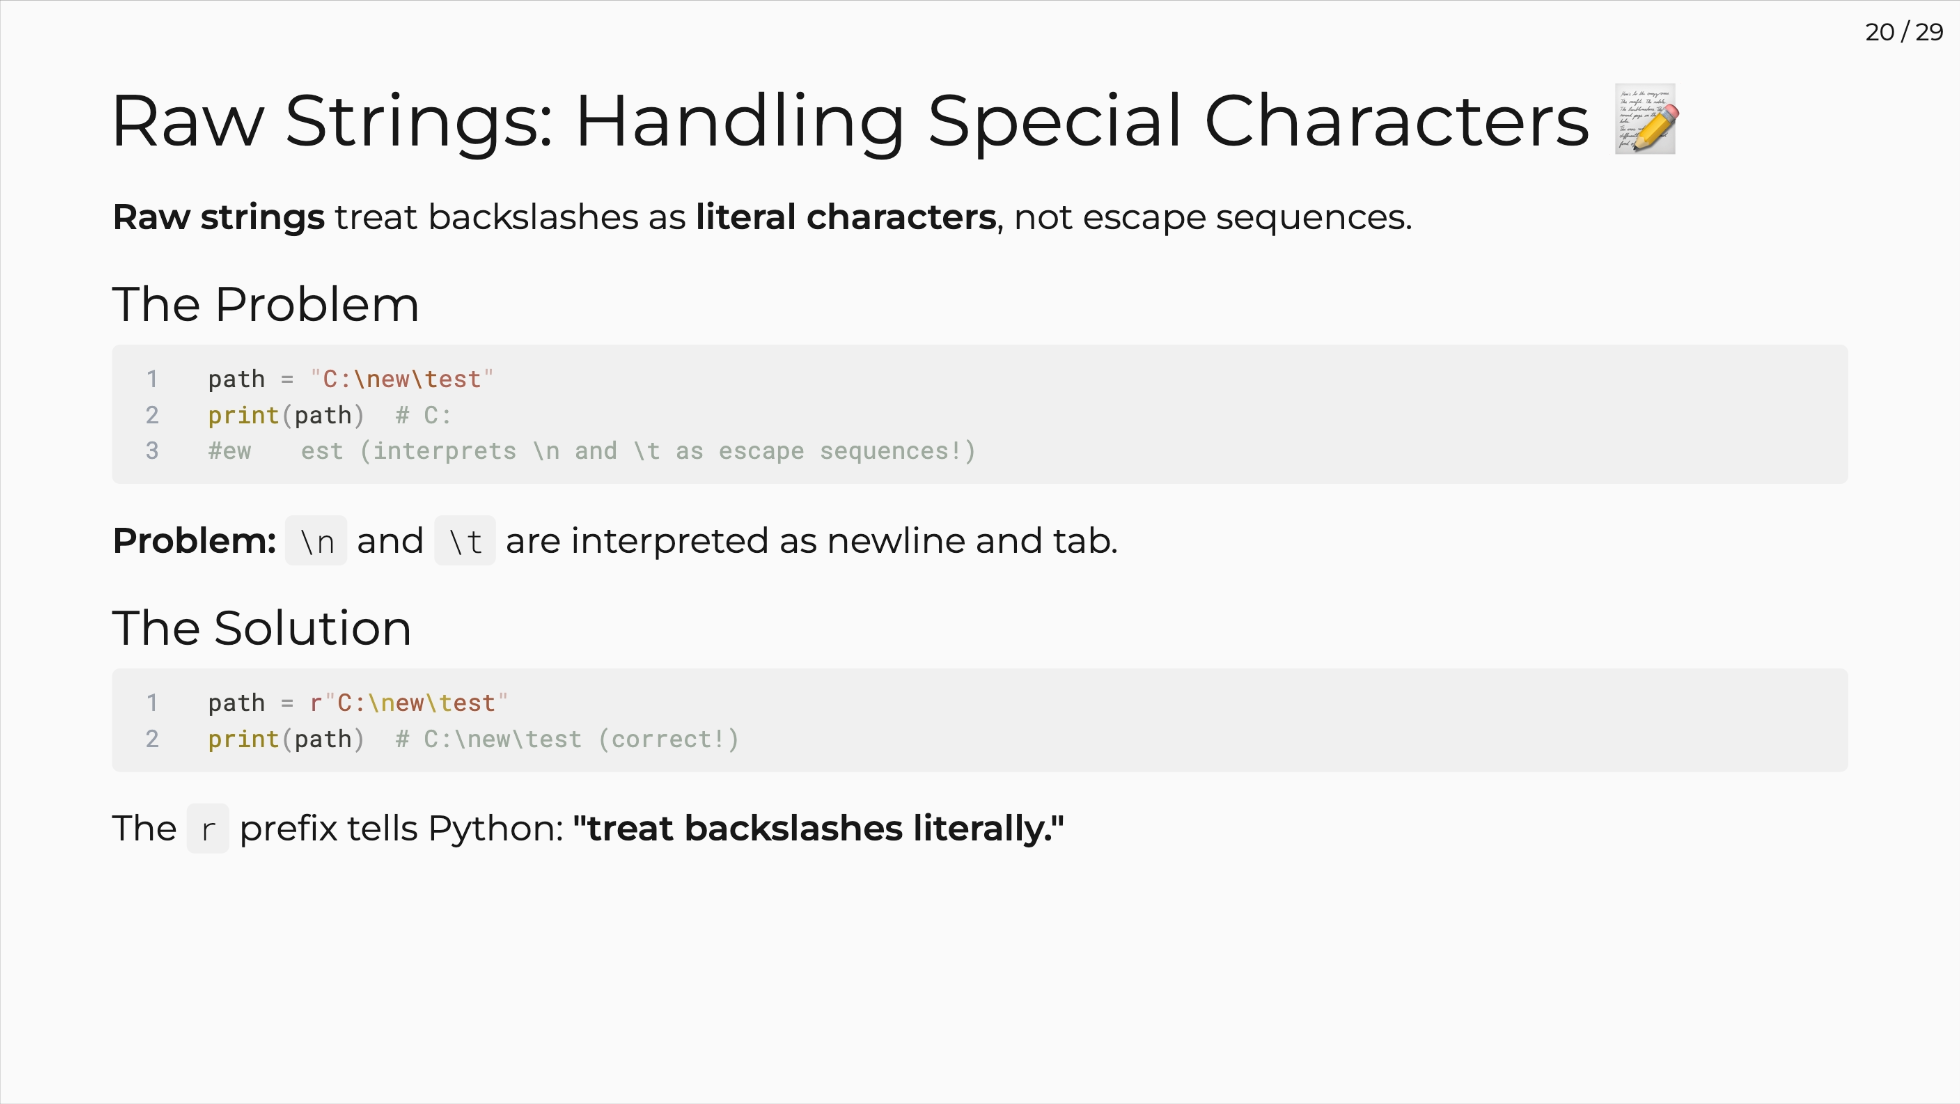 20 / 29
Raw Strings: Handling Special Characters
Raw strings treat backslashes as literal characters, not escape sequences.
The Problem
1 path = "C:\new\test"
2 print(path)  # C:
3 #ew   est (interprets \n and \t as escape sequences!)
Problem: \n and \t are interpreted as newline and tab.
The Solution
1 path = r"C:\new\test"
2 print(path)  # C:\new\test (correct!)
The r prefix tells Python: "treat backslashes literally."